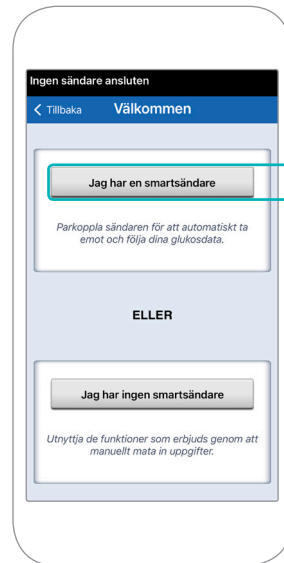 Ingen sändare ansluten
Tillbaka Välkommen
Jag har en smartsändare
Parkoppla sändaren för att automatiskt ta
emot och följa dina glukosdata.
ELLER
Jag har ingen smartsändare
Utnyttja de funktioner som erbjuds genom att
manuellt mata in uppgifter.